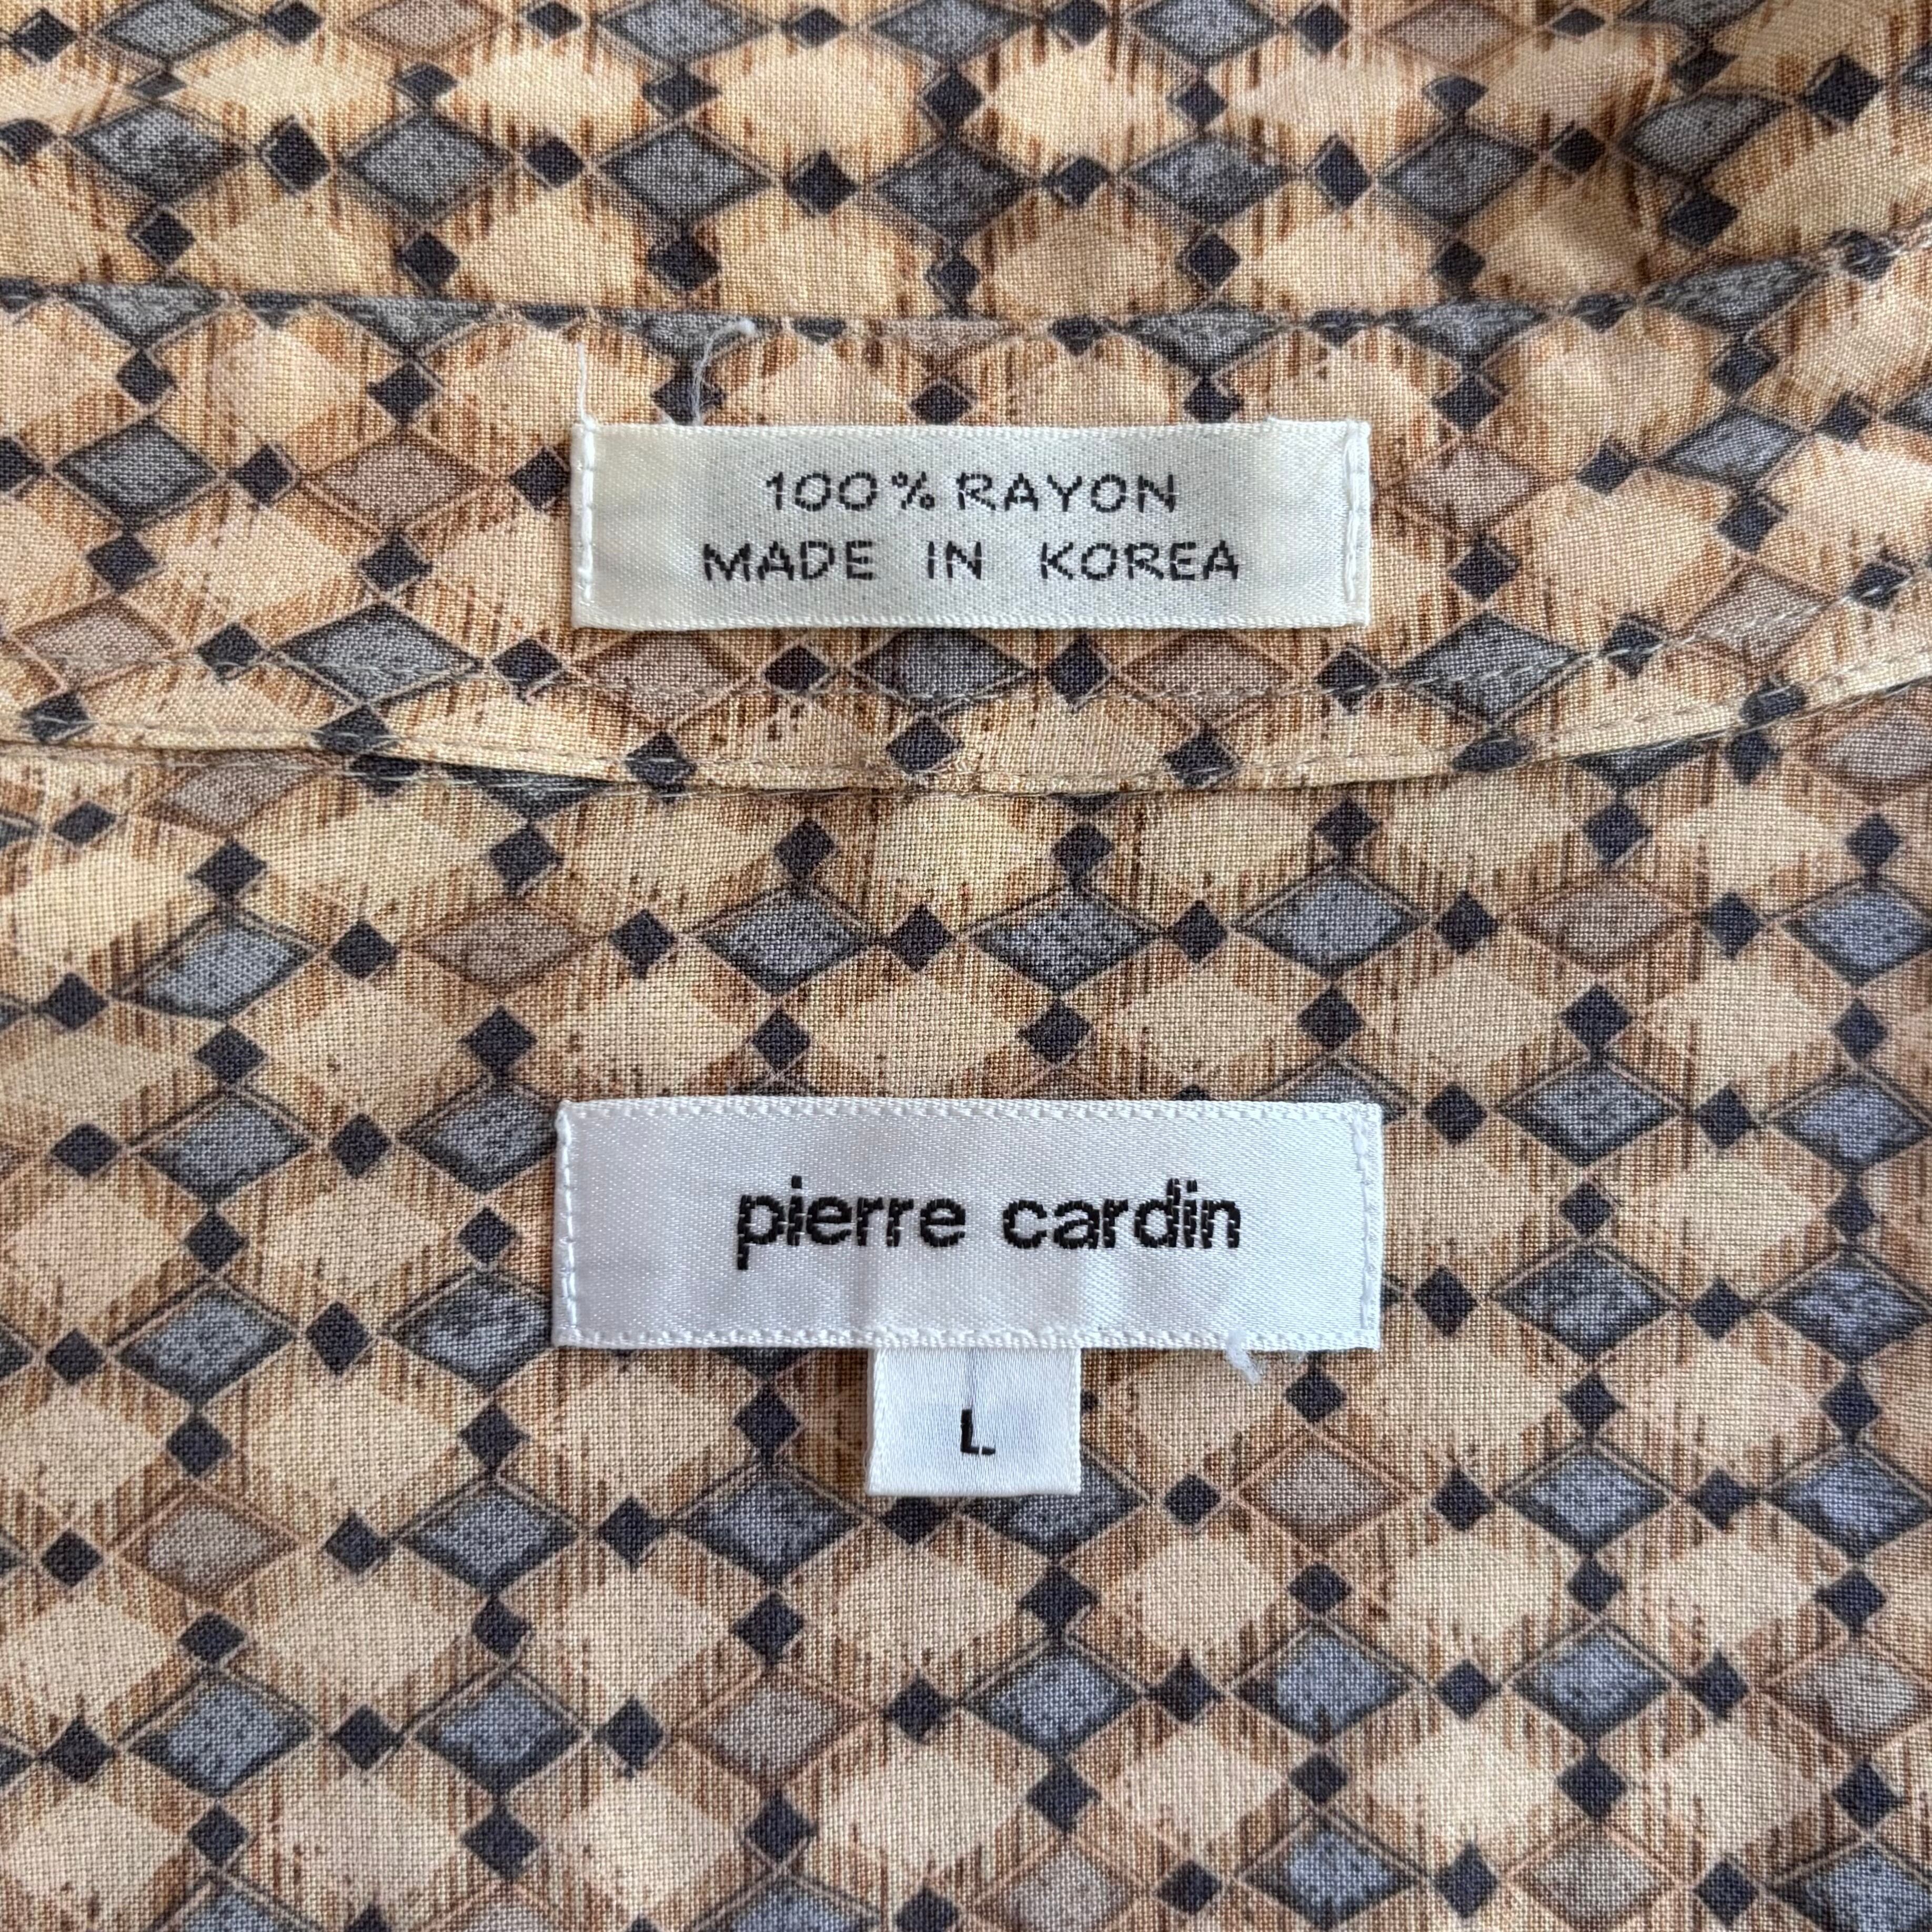 100% RAYON
MADE IN KOREA
pierre cardin
L